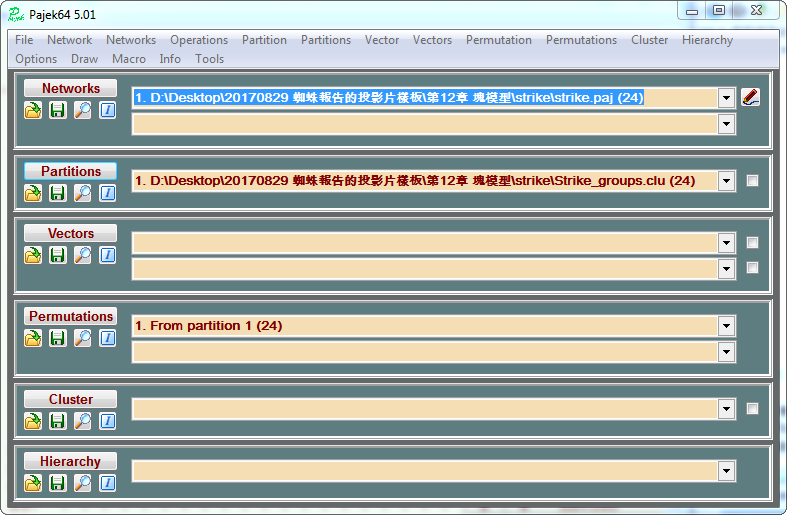 Pajek64 5.01
File Network Networks Operations Partition Partitions Vector Vectors Permutation Permutations Cluster Hierarchy
Options Draw Macro Info Tools
Networks
1. D:\Desktop\20170829 蜘蛛報告的投影片樣板\第12章 塊模型\strike\strike.paj (24)
Partitions
1. D:\Desktop\20170829 蜘蛛報告的投影片樣板\第12章 塊模型\strike\Strike_groups.clu (24)
Vectors
Permutations
1. From partition 1 (24)
Cluster
Hierarchy